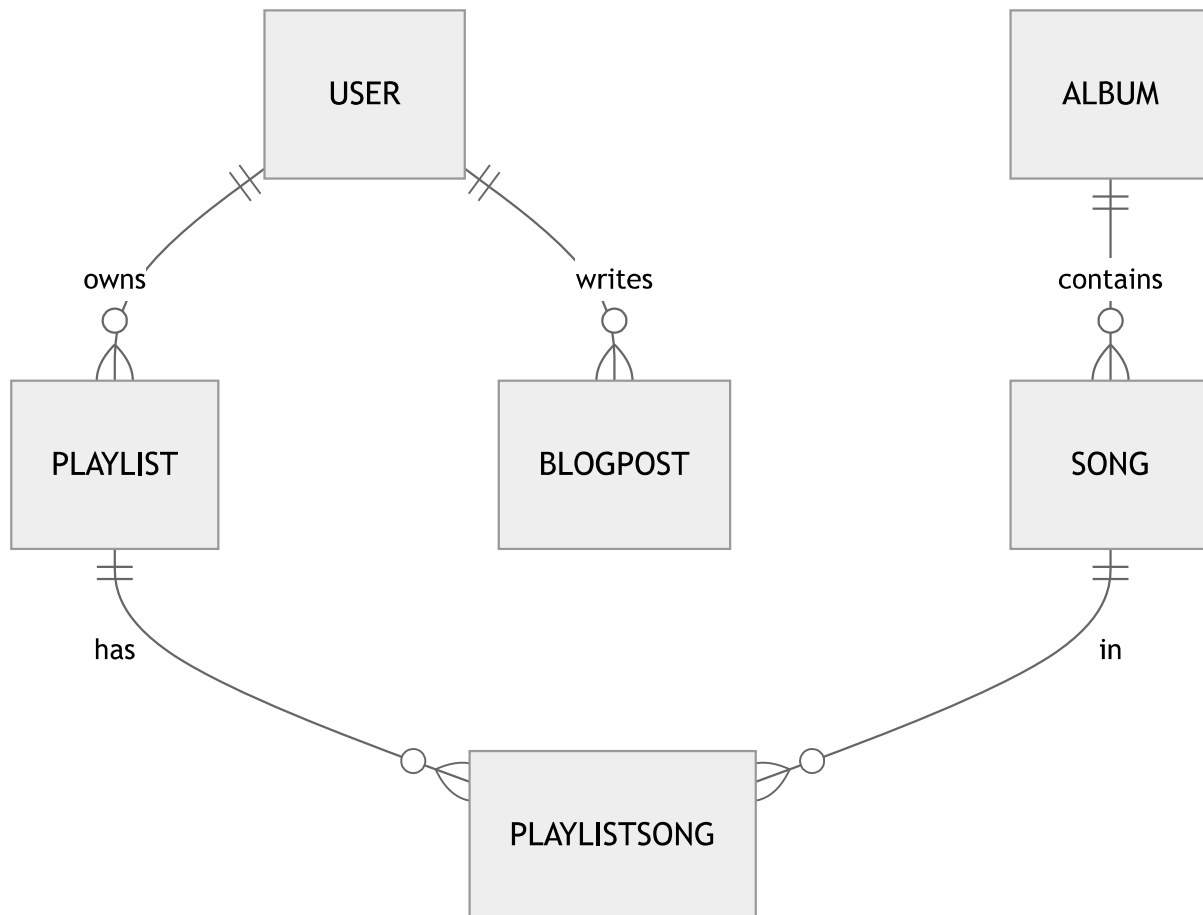 USER
ALBUM
owns
writes
contains
PLAYLIST
BLOGPOST
SONG
has
in
PLAYLISTSONG